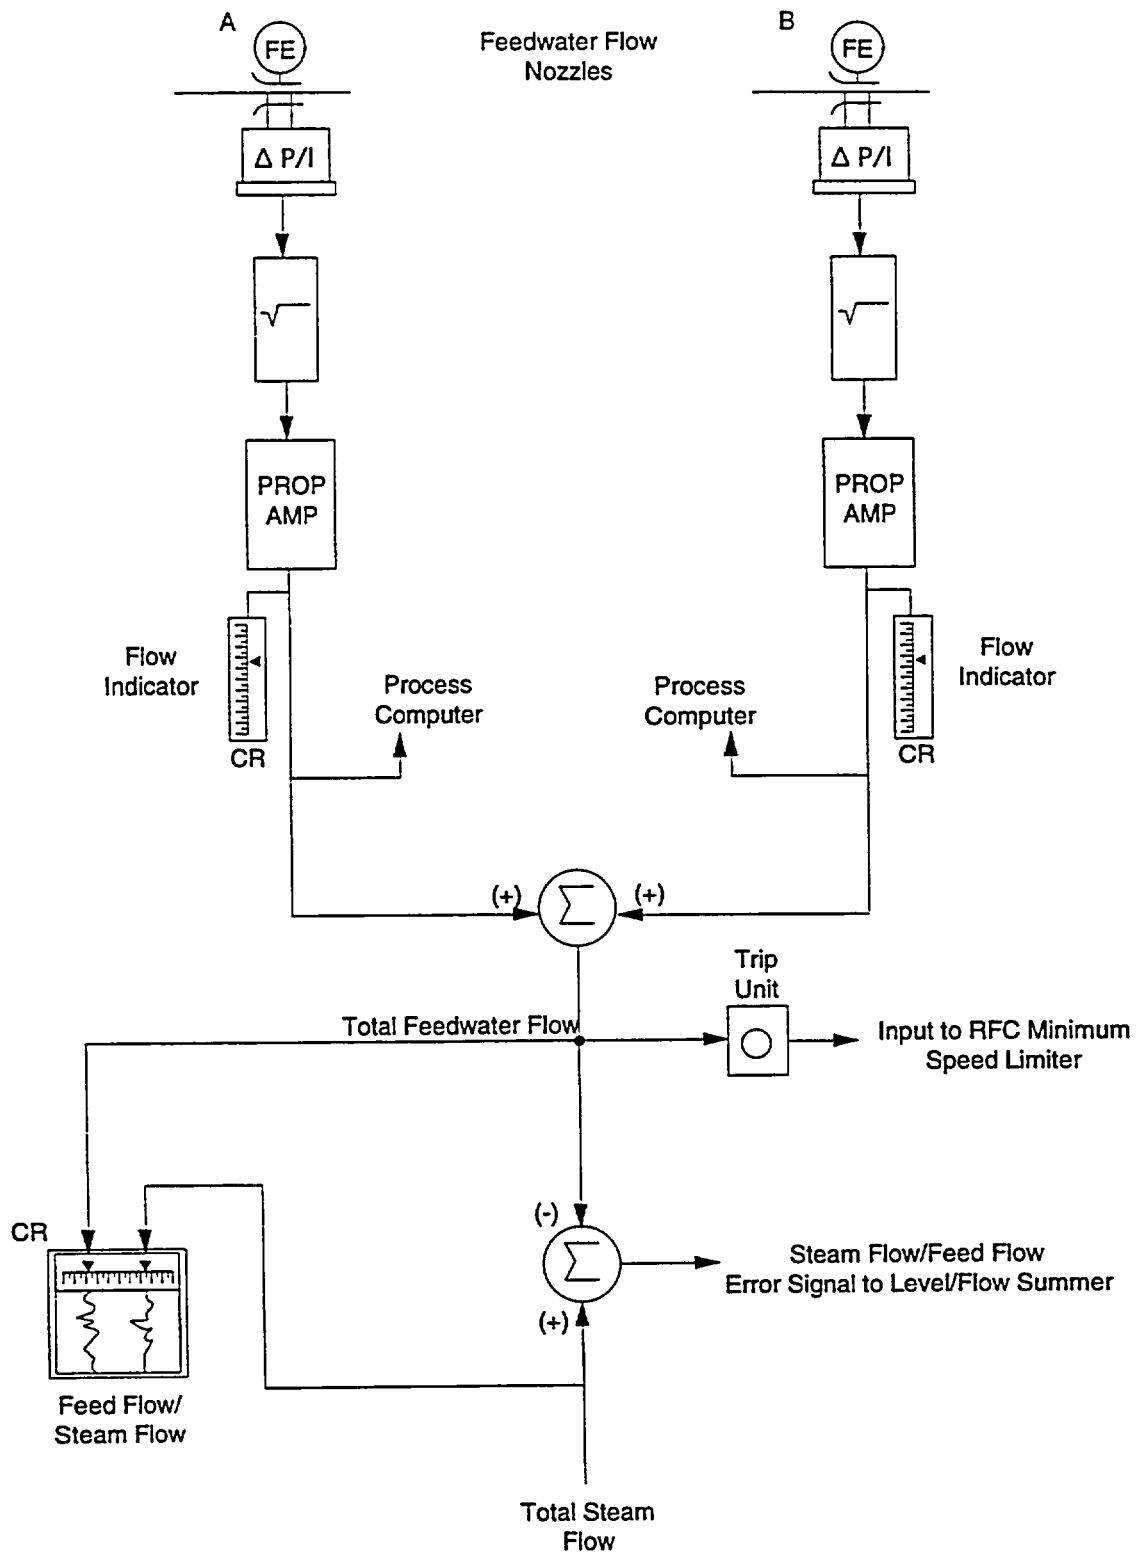 A
B
FE
FE
Feedwater Flow
Nozzles
Δ P/I
Δ P/I
√
√
PROP
AMP
PROP
AMP
Flow
Indicator
CR
Process
Computer
Process
Computer
Flow
Indicator
CR
(+)
Σ
(+)
Trip
Unit
Total Feedwater Flow
Input to RFC Minimum
Speed Limiter
CR
(-)
Σ
(+)
Steam Flow/Feed Flow
Error Signal to Level/Flow Summer
Feed Flow/
Steam Flow
Total Steam
Flow